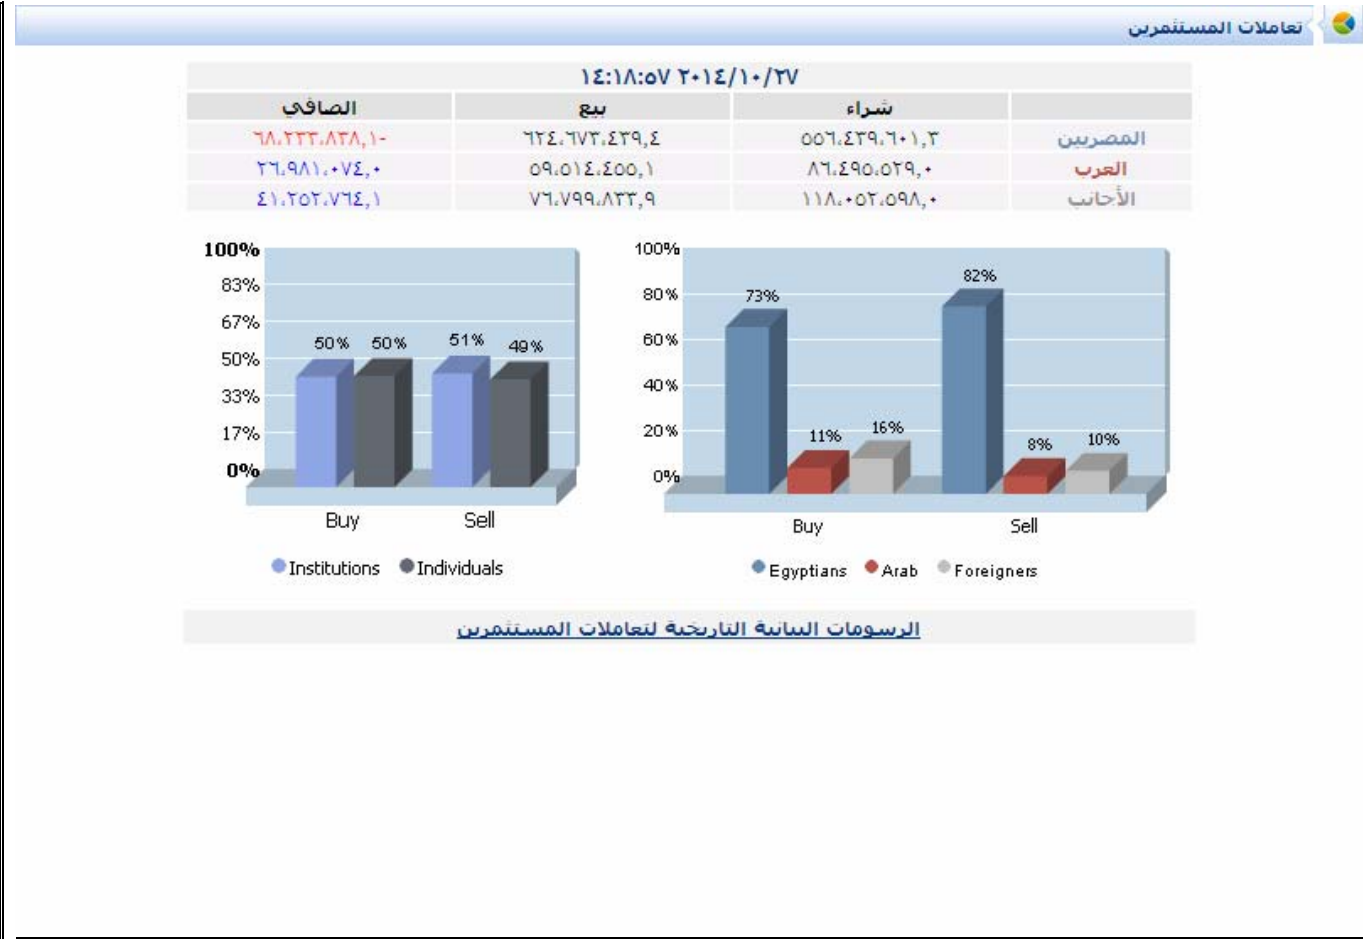 تعاملات المستثمرين
٢٠١٤/١٠/٢٧ ١٤:١٨:٥٧
شراء بيع الصافي
المصريين ٥٥٦،٤٣٩،٦٠١,٣ ٦٢٤،٦٧٣،٤٣٩,٤ -٦٨،٢٣٣،٨٣٨,١
العرب ٨٦،٤٩٥،٥٢٩,٠ ٥٩،٥١٤،٤٥٥,١ ٢٦،٩٨١،٠٧٤,٠
الأجانب ١١٨،٠٥٢،٥٩٨,٠ ٧٦،٧٩٩،٨٣٣,٩ ٤١،٢٥٢،٧٦٤,١
100%
83%
67%
50%
33%
17%
0%
50% 50% 51% 49%
Buy Sell
Institutions Individuals
100%
80%
60%
40%
20%
0%
73% 11% 16% 82% 8% 10%
Buy Sell
Egyptians Arab Foreigners
الرسومات البيانية التاريخية لتعاملات المستثمرين